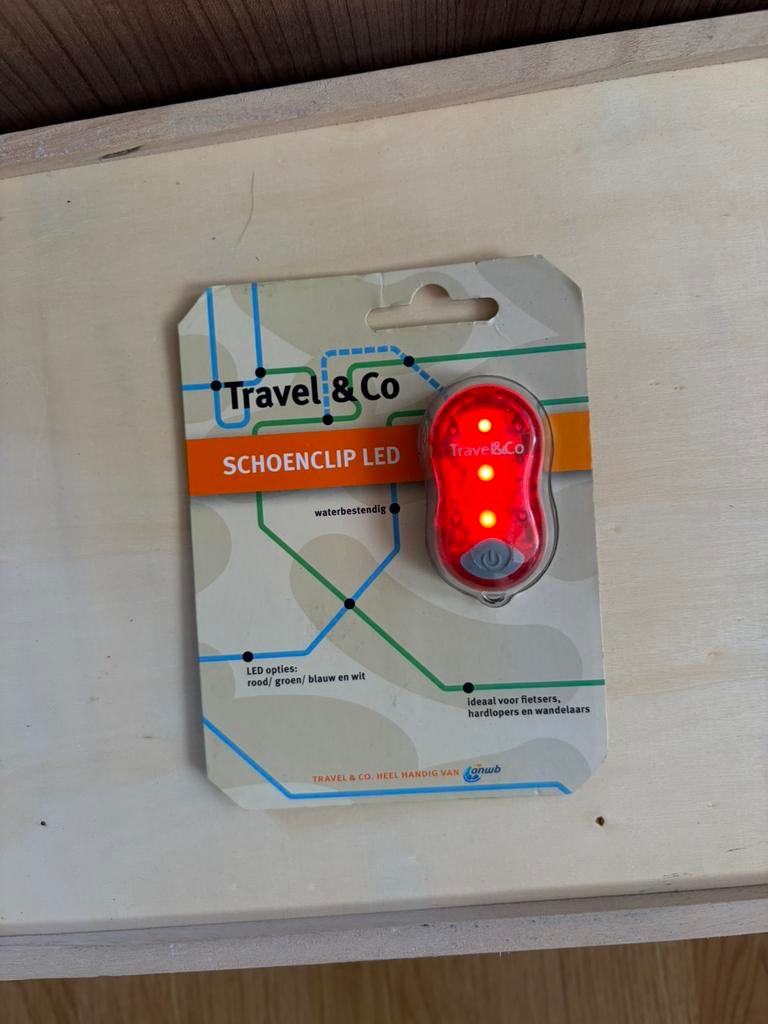 Travel & Co
Travel&Co
SCHOENCLIP LED
waterbestendig
LED opties:
rood/ groen/ blauw en wit
ideaal voor fietsers,
hardlopers en wandelaars
TRAVEL & CO. HEEL HANDIG VAN anwb